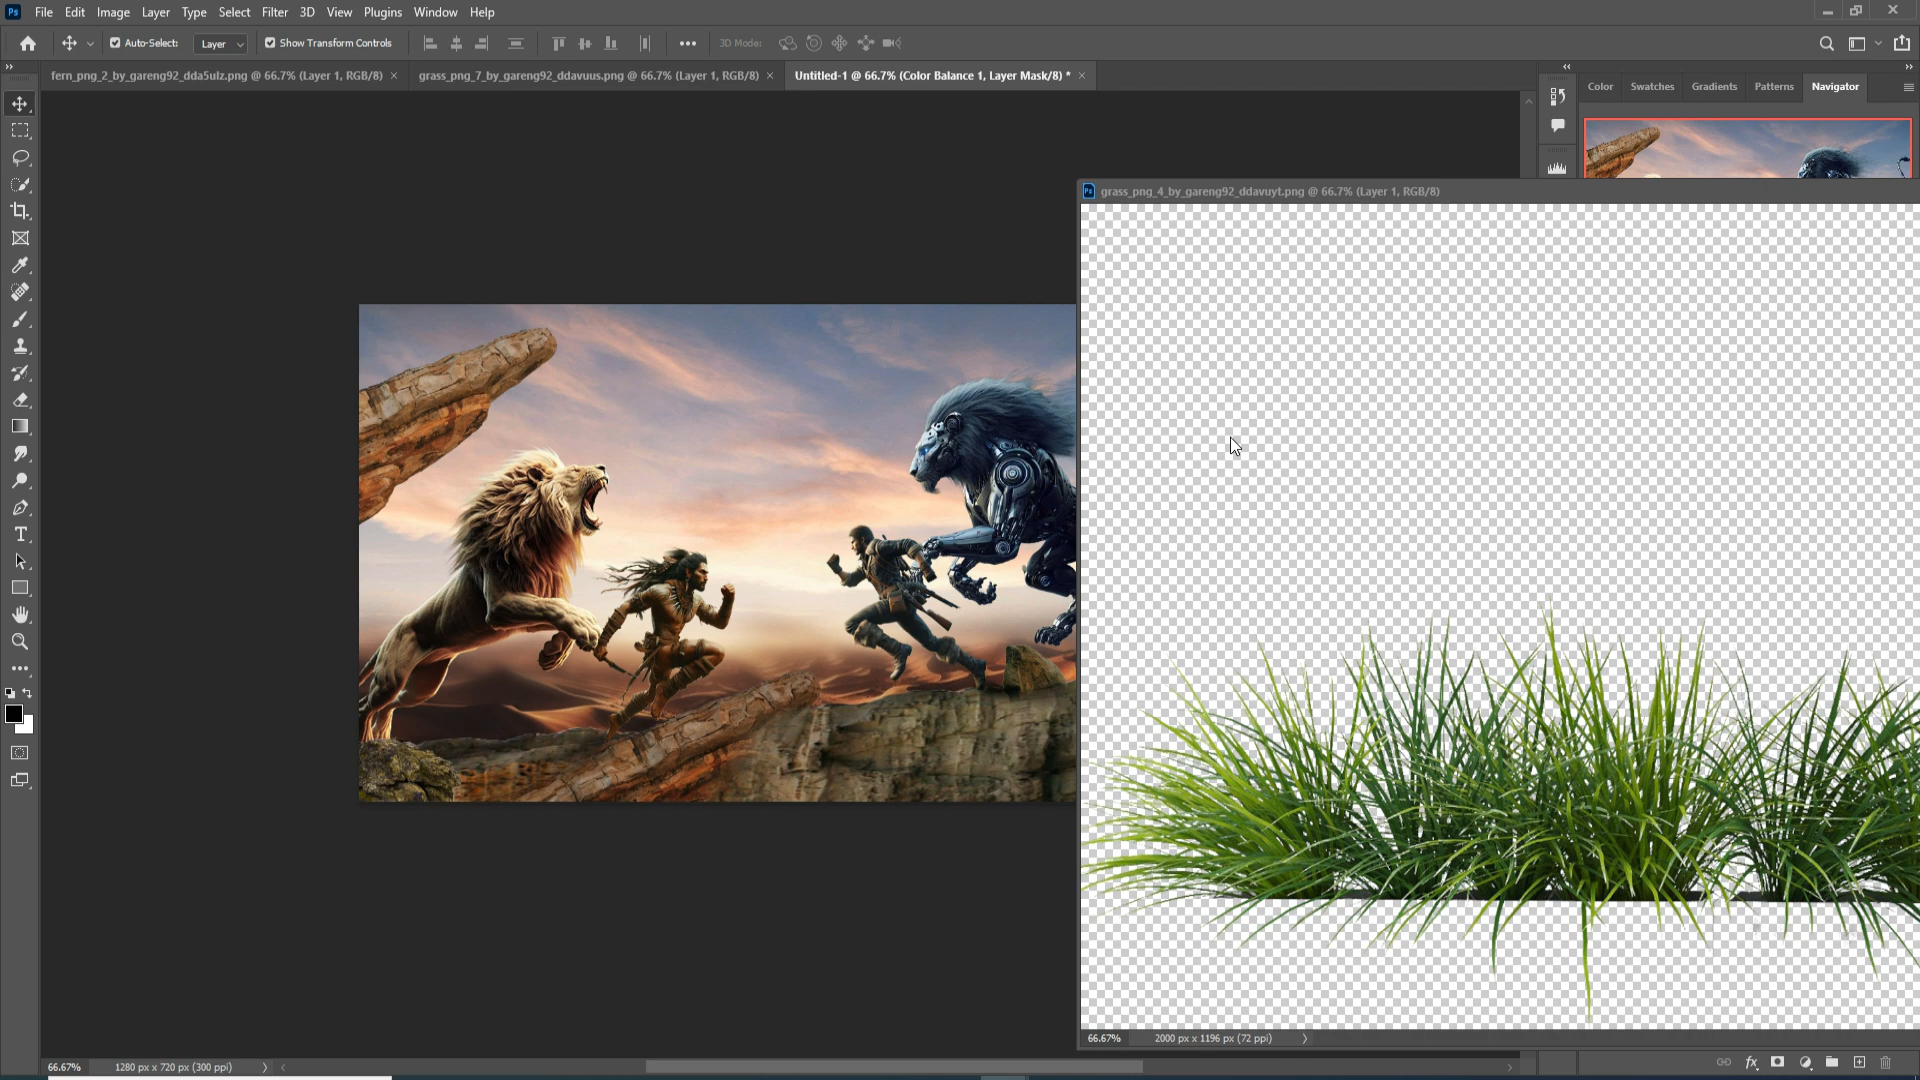 Ps File Edit Image Layer Type Select Filter 3D View Plugins Window Help
Auto-Select: Layer Show Transform Controls 3D Mode:
fern_png_2_by_gareng92_dda5ulz.png @ 66.7% (Layer 1, RGB/8) × grass_png_7_by_gareng92_ddavuus.png @ 66.7% (Layer 1, RGB/8) × Untitled-1 @ 66.7% (Color Balance 1, Layer Mask/8) * ×
Color Swatches Gradients Patterns Navigator
Ps grass_png_4_by_gareng92_ddavuyt.png @ 66.7% (Layer 1, RGB/8)
T
66.67% 2000 px x 1196 px (72 ppi)
fx
66.67% 1280 px x 720 px (300 ppi)